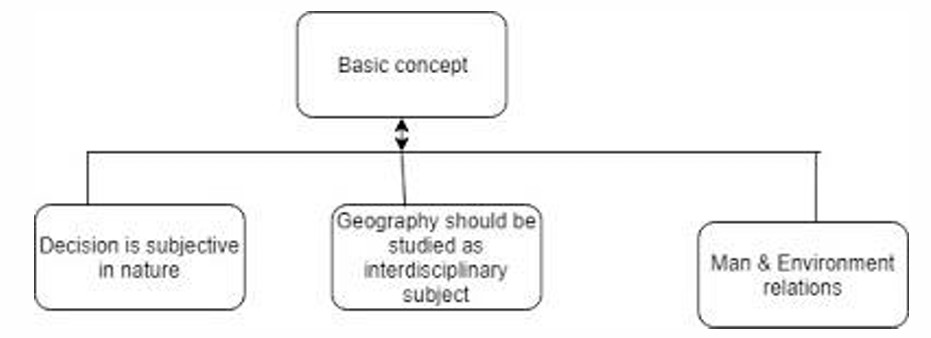 Basic concept
Decision is subjective
in nature
Geography should be
studied as
interdisciplinary
subject
Man & Environment
relations